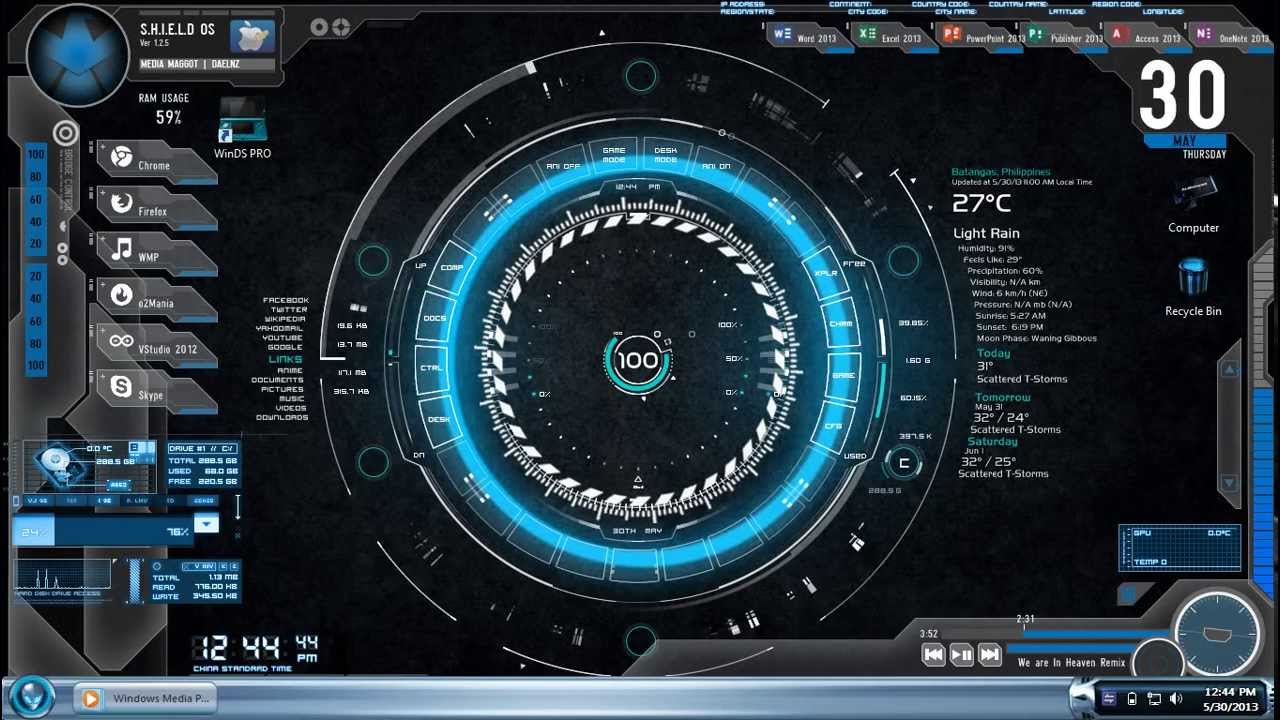 S.H.I.E.L.D OS
Ver 1.2.5
MEDIA MAGGOT | DAELNZ
RAM USAGE
59%
WinDS PRO
IP ADDRESS:
REGION/STATE:
CONTINENT:
CITY CODE:
COUNTRY CODE:
CITY NAME:
COUNTRY NAME:
LATITUDE:
REGION CODE:
LONGITUDE:
Word 2013
Excel 2013
PowerPoint 2013
Publisher 2013
Access 2013
OneNote 2013
30
MAY
THURSDAY
Computer
Recycle Bin
100
80
60
40
20
20
40
60
80
100
Chrome
Firefox
WMP
o2Mania
VStudio 2012
Skype
FACEBOOK
TWITTER
WIKIPEDIA
YAHOOMAIL
YOUTUBE
GOOGLE
LINKS
ANIME
DOCUMENTS
PICTURES
MUSIC
VIDEOS
DOWNLOADS
19.6 KB
13.7 MB
117.1 MB
315.7 KB
ANI OFF
GAME MODE
DESK MODE
ANI ON
12:44 PM
UP
COMP
DOCS
CTRL
DESK
DN
XPLR
FREE
CHRM
GAME
CFG
USED
100%
50%
0%
0%
100
30TH MAY
39.85%
1.50 G
60.15%
397.5 K
C
288.5 G
Batangas, Philippines
Updated at 5/30/13 11:00 AM Local Time
27°C
Light Rain
Humidity: 91%
Feels Like: 29°
Precipitation: 60%
Visibility: N/A km
Wind: 6 km/h (NE)
Pressure: N/A mb (N/A)
Sunrise: 5:27 AM
Sunset: 6:19 PM
Moon Phase: Waning Gibbous
Today
31°
Scattered T-Storms
Tomorrow
May 31
32° / 24°
Scattered T-Storms
Saturday
Jun 1
32° / 25°
Scattered T-Storms
0.0 °C
288.5 GB
DRIVE #1 // C:/
TOTAL 288.5 GB
USED 68.0 GB
FREE 220.5 GB
24%
76%
HARD DISK DRIVE ACCESS
TOTAL 1.13 MB
READ 776.00 KB
WRITE 345.50 KB
12 44 44
PM
CHINA STANDARD TIME
GPU 0.0°C
TEMP 0
2:31
3:52
We are In Heaven Remix
Windows Media P...
12:44 PM
5/30/2013